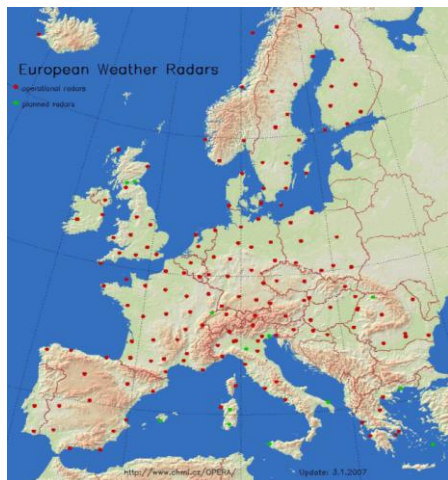 European Weather Radars
operational radars
planned radars
http://www.chmi.cz/OPERA/
Update: 3.1.2007